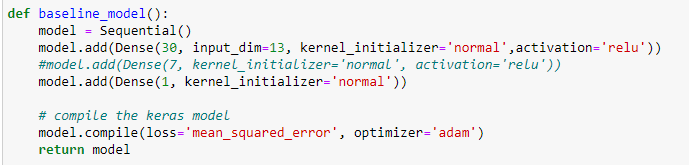 def baseline_model():
    model = Sequential()
    model.add(Dense(30, input_dim=13, kernel_initializer='normal',activation='relu'))
    #model.add(Dense(7, kernel_initializer='normal', activation='relu'))
    model.add(Dense(1, kernel_initializer='normal'))

    # compile the keras model
    model.compile(loss='mean_squared_error', optimizer='adam')
    return model